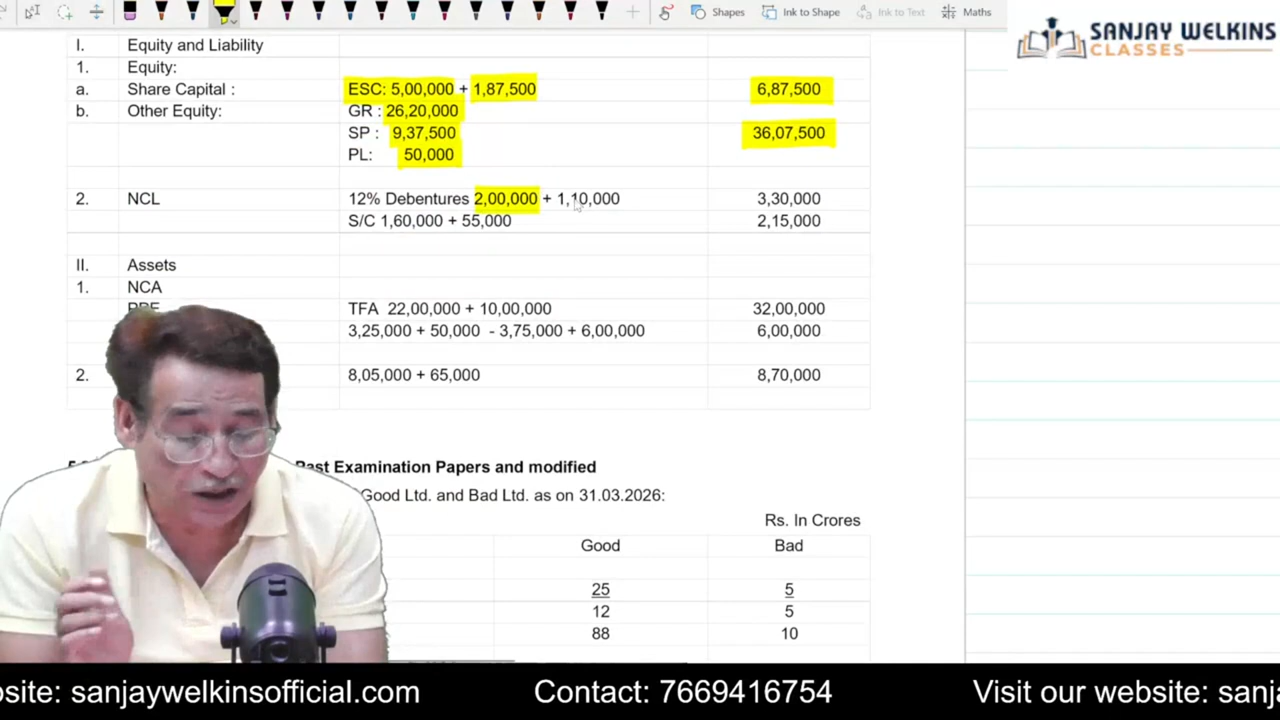 Shapes Ink to Shape Ink to Text Maths
SANJAY WELKINS
CLASSES
I. Equity and Liability
1. Equity:
a. Share Capital : ESC: 5,00,000 + 1,87,500 6,87,500
b. Other Equity: GR : 26,20,000
SP : 9,37,500 36,07,500
PL: 50,000
2. NCL 12% Debentures 2,00,000 + 1,10,000 3,30,000
S/C 1,60,000 + 55,000 2,15,000
II. Assets
1. NCA
PPE TFA 22,00,000 + 10,00,000 32,00,000
3,25,000 + 50,000 - 3,75,000 + 6,00,000 6,00,000
2. 8,05,000 + 65,000 8,70,000
Past Examination Papers and modified
Good Ltd. and Bad Ltd. as on 31.03.2026:
Rs. In Crores
Good Bad
25 5
12 5
88 10
site: sanjaywelkinsofficial.com Contact: 7669416754 Visit our website: sanj